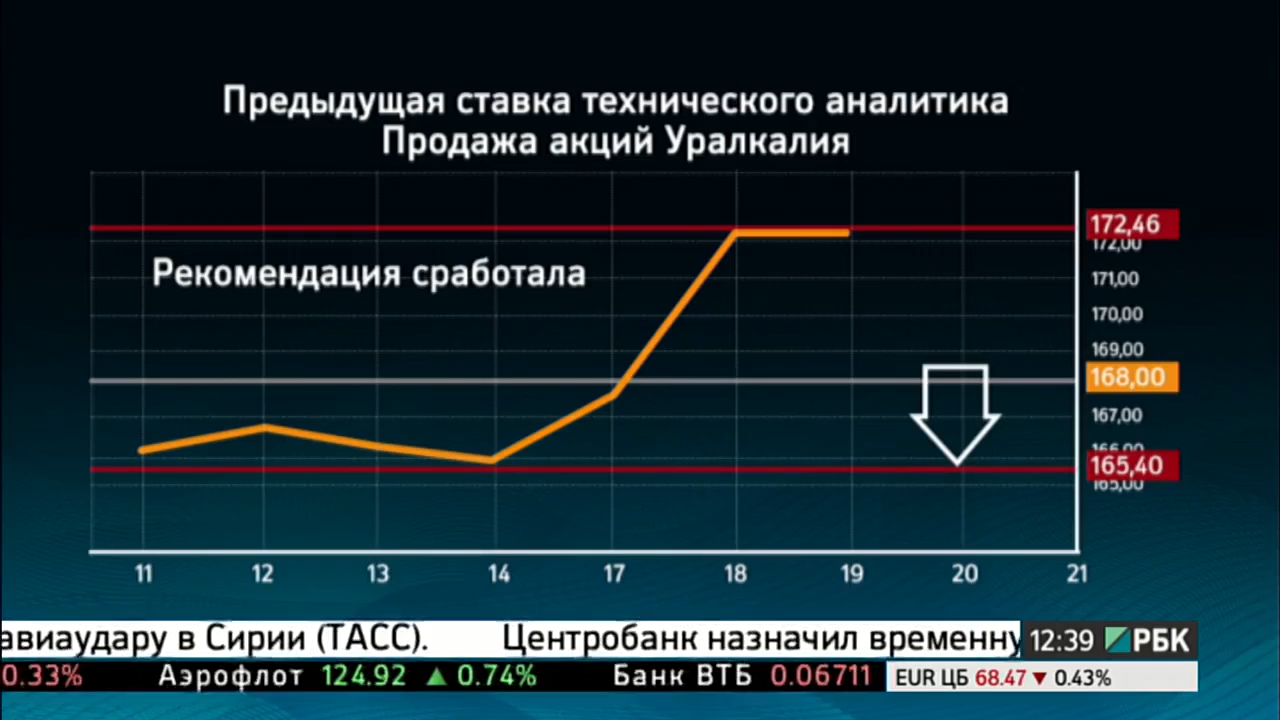 Предыдущая ставка технического аналитика
Продажа акций Уралкалия
Рекомендация сработала
172,46
172,00
171,00
170,00
169,00
168,00
167,00
166,00
165,40
165,00
11 12 13 14 17 18 19 20 21
авиаудару в Сирии (ТАСС). Центробанк назначил временну 12:39 РБК
0.33% Аэрофлот 124.92 ▲ 0.74% Банк ВТБ 0.06711 EUR ЦБ 68.47 ▼ 0.43%